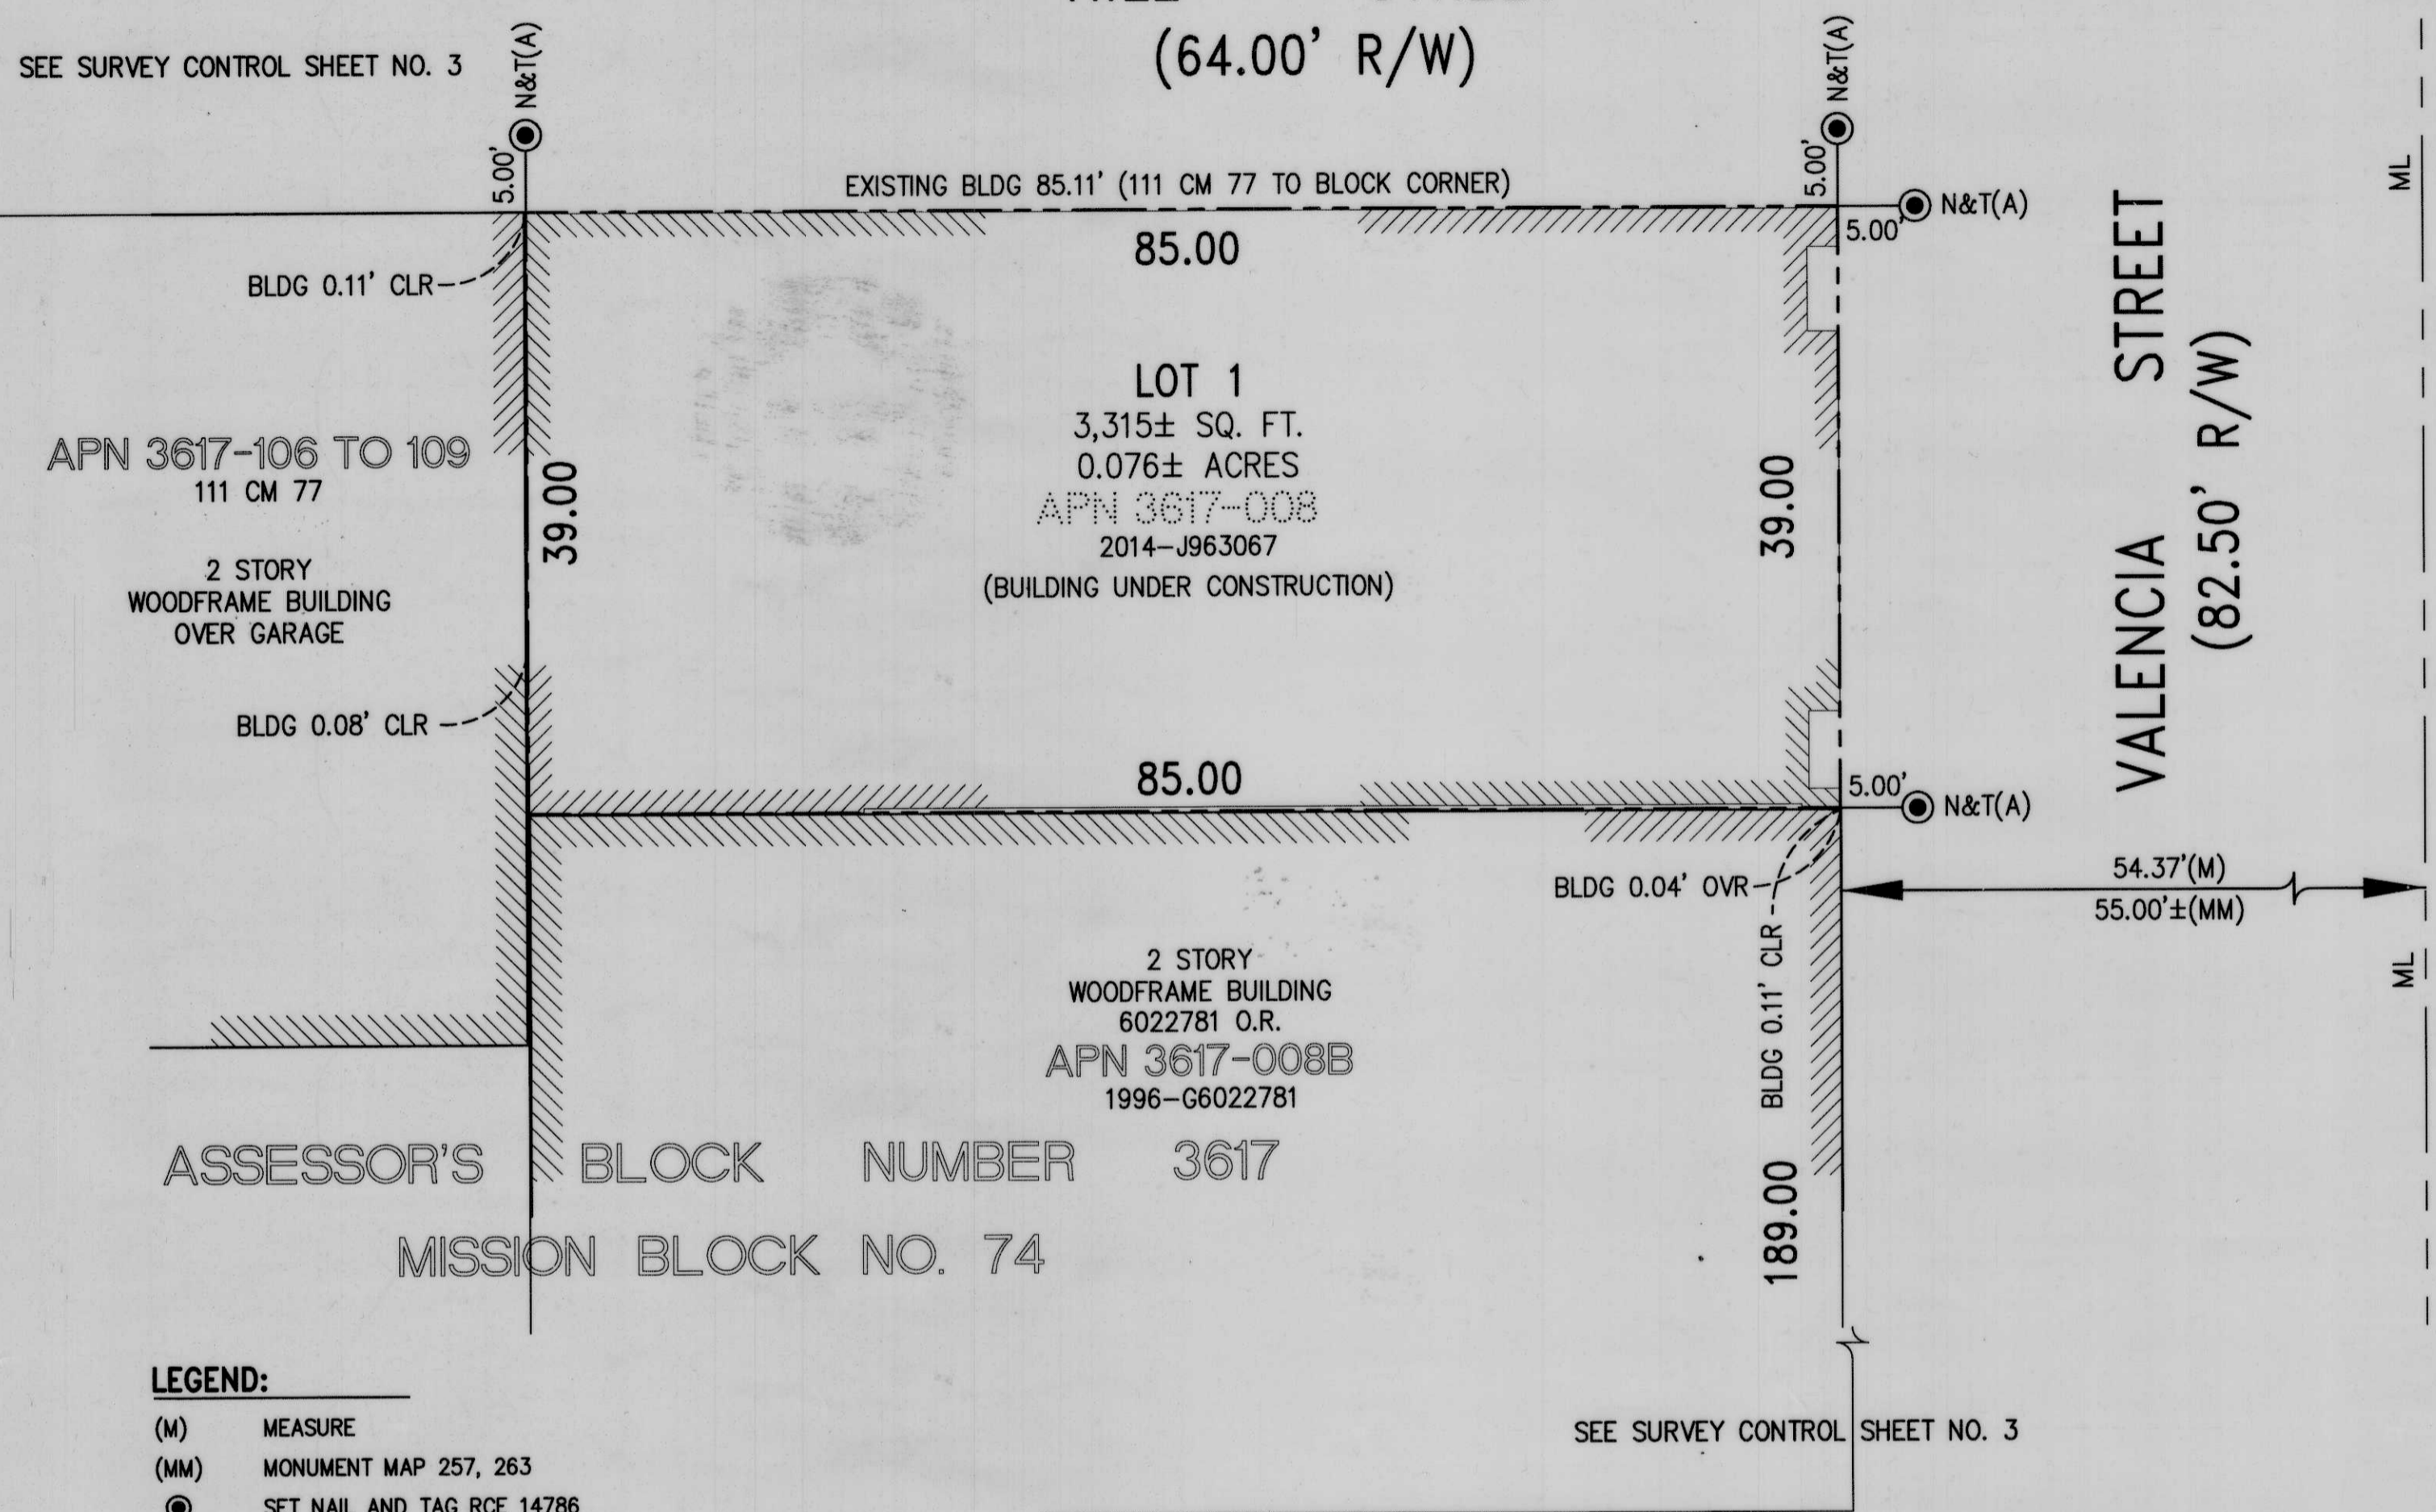 (64.00' R/W)
SEE SURVEY CONTROL SHEET NO. 3
N&T(A)
N&T(A)
5.00'
5.00'
EXISTING BLDG 85.11' (111 CM 77 TO BLOCK CORNER)
N&T(A)
5.00'
85.00
BLDG 0.11' CLR
LOT 1
3,315± SQ. FT.
0.076± ACRES
APN 3617-008
2014-J963067
(BUILDING UNDER CONSTRUCTION)
APN 3617-106 TO 109
111 CM 77
2 STORY
WOODFRAME BUILDING
OVER GARAGE
39.00
39.00
BLDG 0.08' CLR
85.00
5.00'
N&T(A)
VALENCIA STREET
(82.50' R/W)
ML
ML
54.37'(M)
55.00'±(MM)
BLDG 0.04' OVR
BLDG 0.11' CLR
189.00
2 STORY
WOODFRAME BUILDING
6022781 O.R.
APN 3617-008B
1996-G6022781
ASSESSOR'S BLOCK NUMBER 3617
MISSION BLOCK NO. 74
LEGEND:
(M) MEASURE
(MM) MONUMENT MAP 257, 263
SET NAIL AND TAG RCE 14786
SEE SURVEY CONTROL SHEET NO. 3